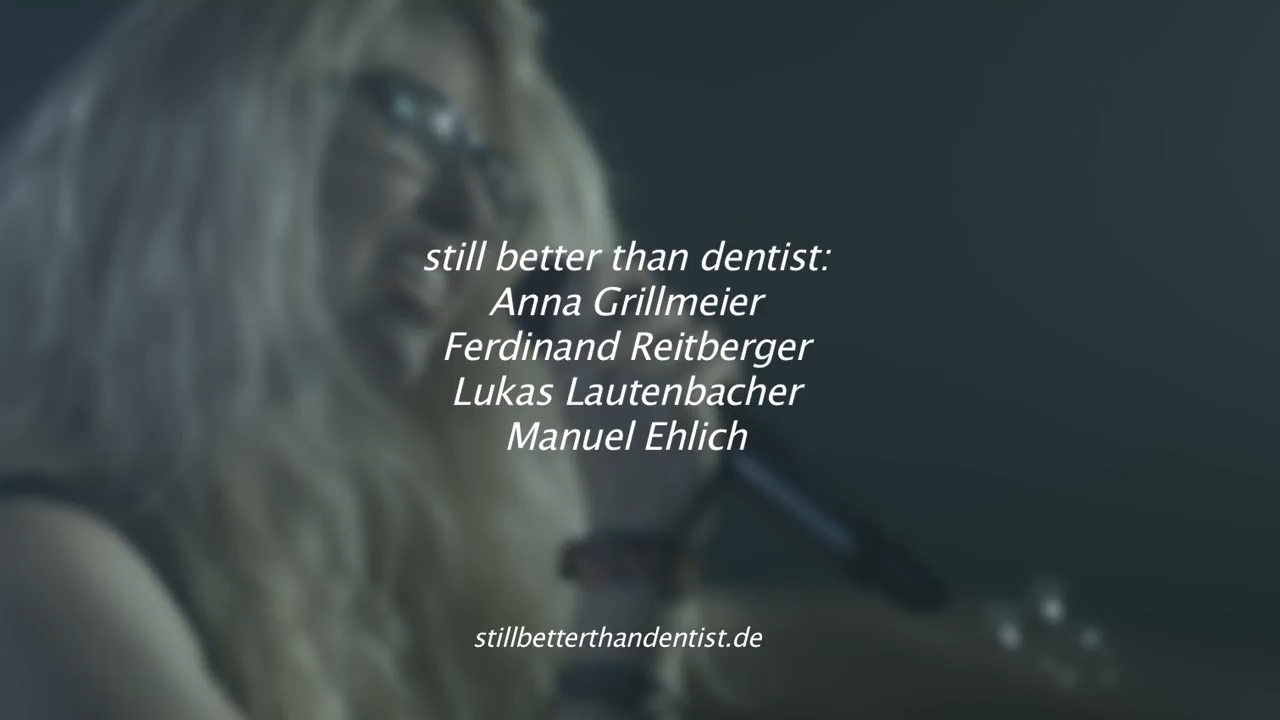 still better than dentist:
Anna Grillmeier
Ferdinand Reitberger
Lukas Lautenbacher
Manuel Ehlich
stillbetterthandentist.de